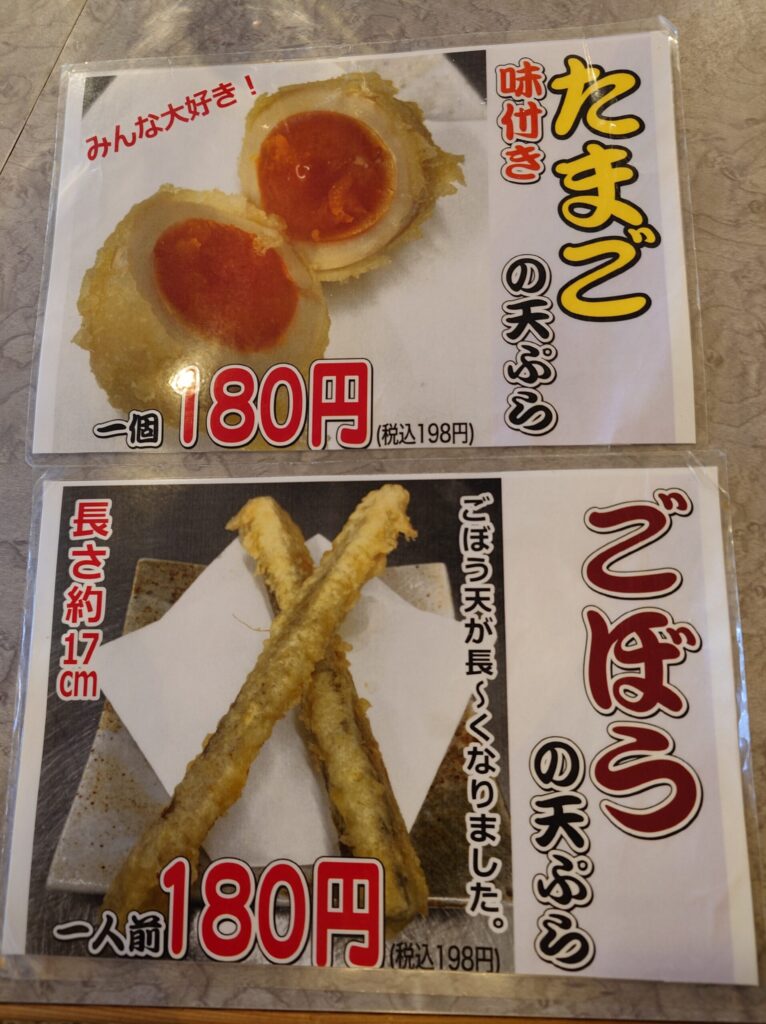 たまご
味付き
の天ぷら
みんな大好き！
一個 180円 (税込198円)
ごぼう
の天ぷら
ごぼう天が長～くなりました。
長さ約17cm
一人前 180円 (税込198円)